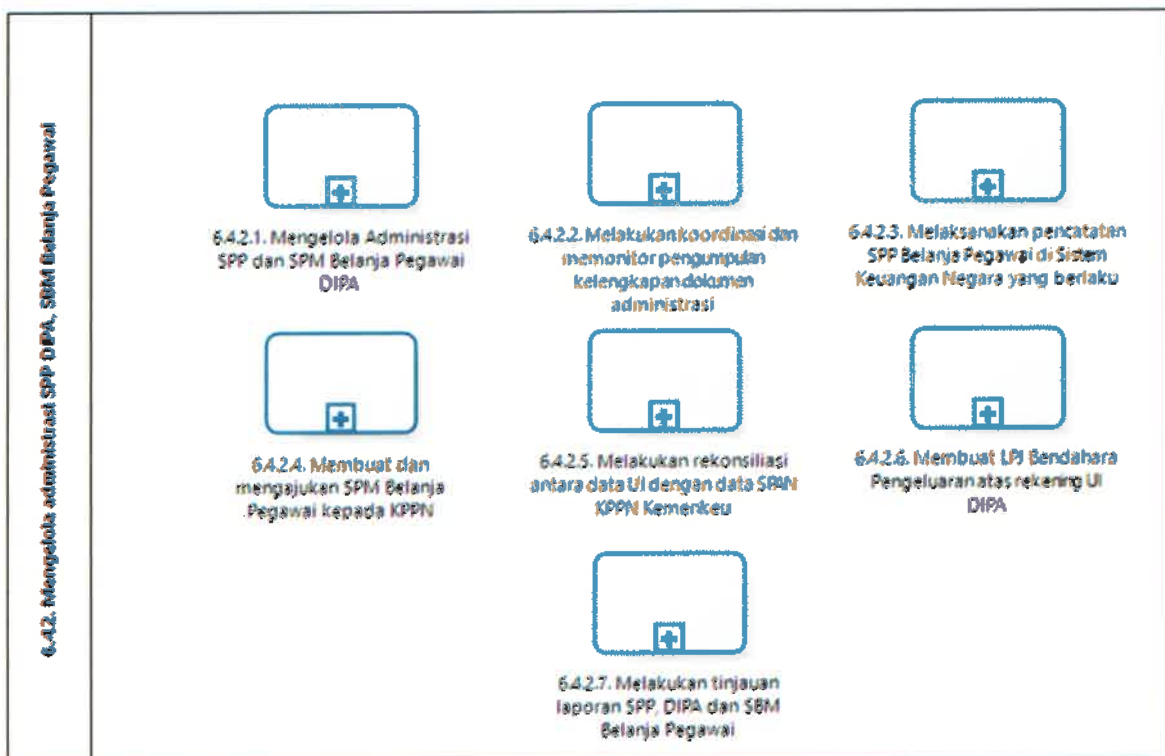 6.4.2. Mengelola administrasi SPP DIPA, SBM Belanja Pegawai
6.4.2.1. Mengelola Administrasi
SPP dan SPM Belanja Pegawai
DIPA
6.4.2.2. Melakukan koordinasi dan
memonitor pengumpulan
kelengkapan dokumen
administrasi
6.4.2.3. Melaksanakan pencatatan
SPP Belanja Pegawai di Sistem
Keuangan Negara yang berlaku
6.4.2.4. Membuat dan
mengajukan SPM Belanja
Pegawai kepada KPPN
6.4.2.5. Melakukan rekonsiliasi
antara data UI dengan data SPAN
KPPN Kemenkeu
6.4.2.6. Membuat LPJ Bendahara
Pengeluaran atas rekening UI
DIPA
6.4.2.7. Melakukan tinjauan
laporan SPP, DIPA dan SBM
Belanja Pegawai